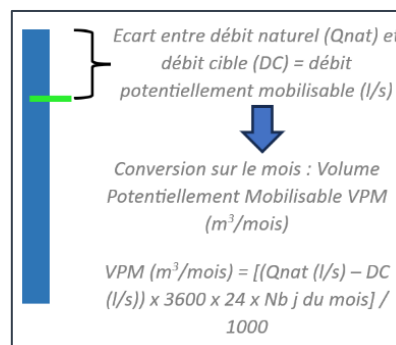 Ecart entre débit naturel (Qnat) et
débit cible (DC) = débit
potentiellement mobilisable (l/s)
Conversion sur le mois : Volume
Potentiellement Mobilisable VPM
(m³/mois)
VPM (m³/mois) = [(Qnat (l/s) – DC
(l/s)) x 3600 x 24 x Nb j du mois] /
1000